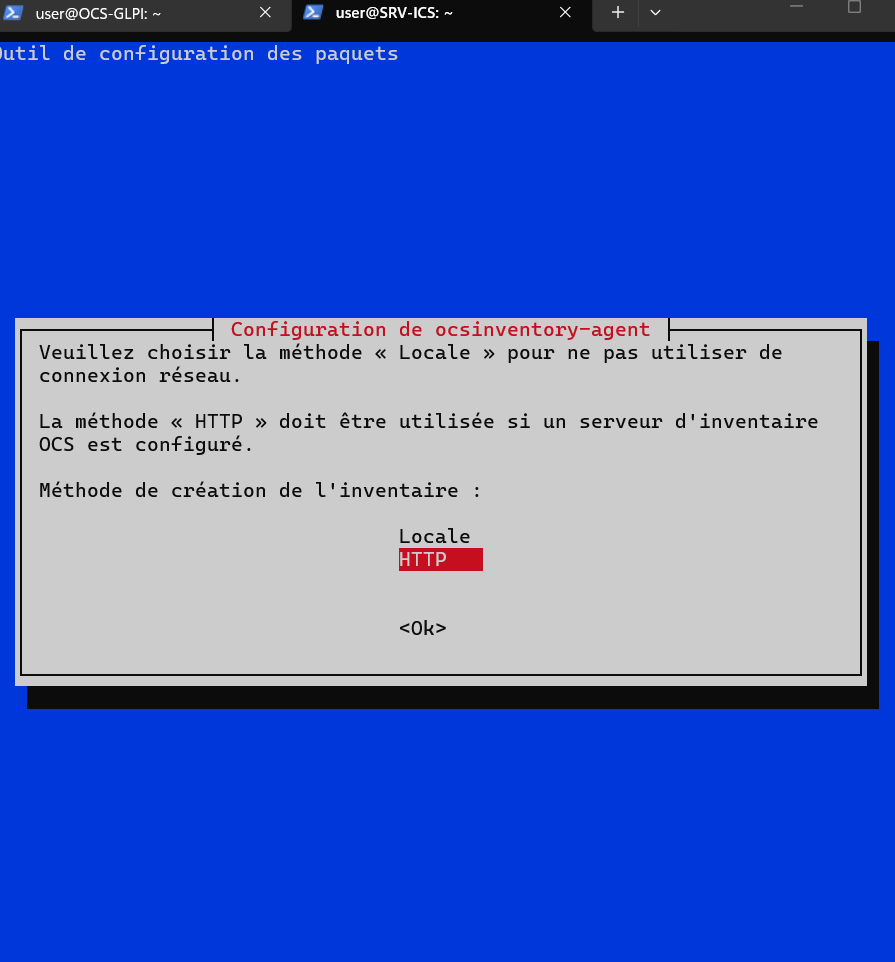 user@OCS-GLPI: ~
user@SRV-ICS: ~
Outil de configuration des paquets
Configuration de ocsinventory-agent
Veuillez choisir la méthode « Locale » pour ne pas utiliser de
connexion réseau.
La méthode « HTTP » doit être utilisée si un serveur d'inventaire
OCS est configuré.
Méthode de création de l'inventaire :
Locale
HTTP
<Ok>